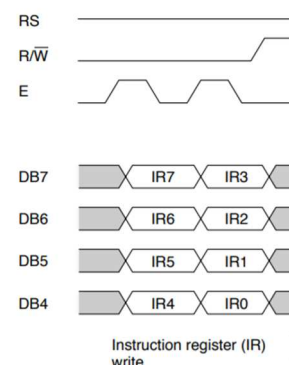 RS
R/W̅
E
DB7 IR7 IR3
DB6 IR6 IR2
DB5 IR5 IR1
DB4 IR4 IR0
Instruction register (IR)
write